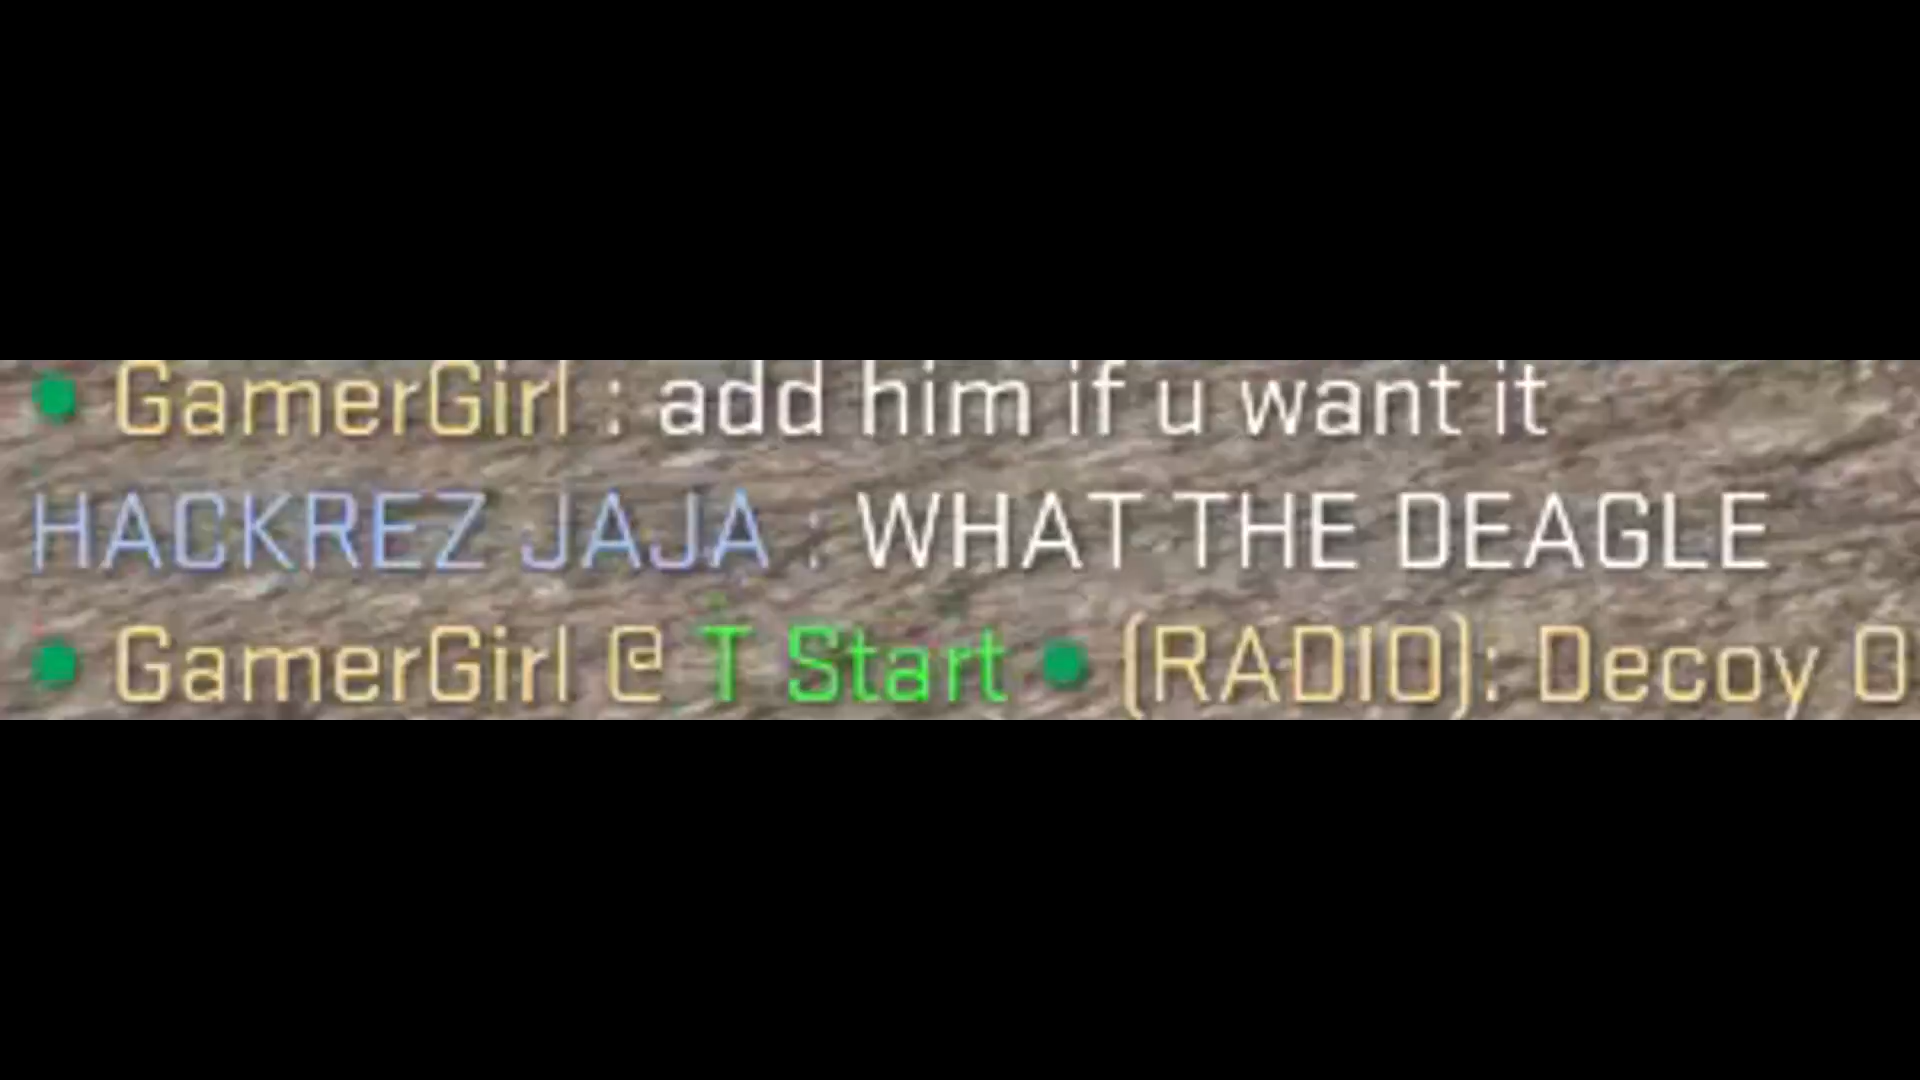 • GamerGirl : add him if u want it
HACKREZ JAJA : WHAT THE DEAGLE
• GamerGirl @ T Start • (RADIO): Decoy O